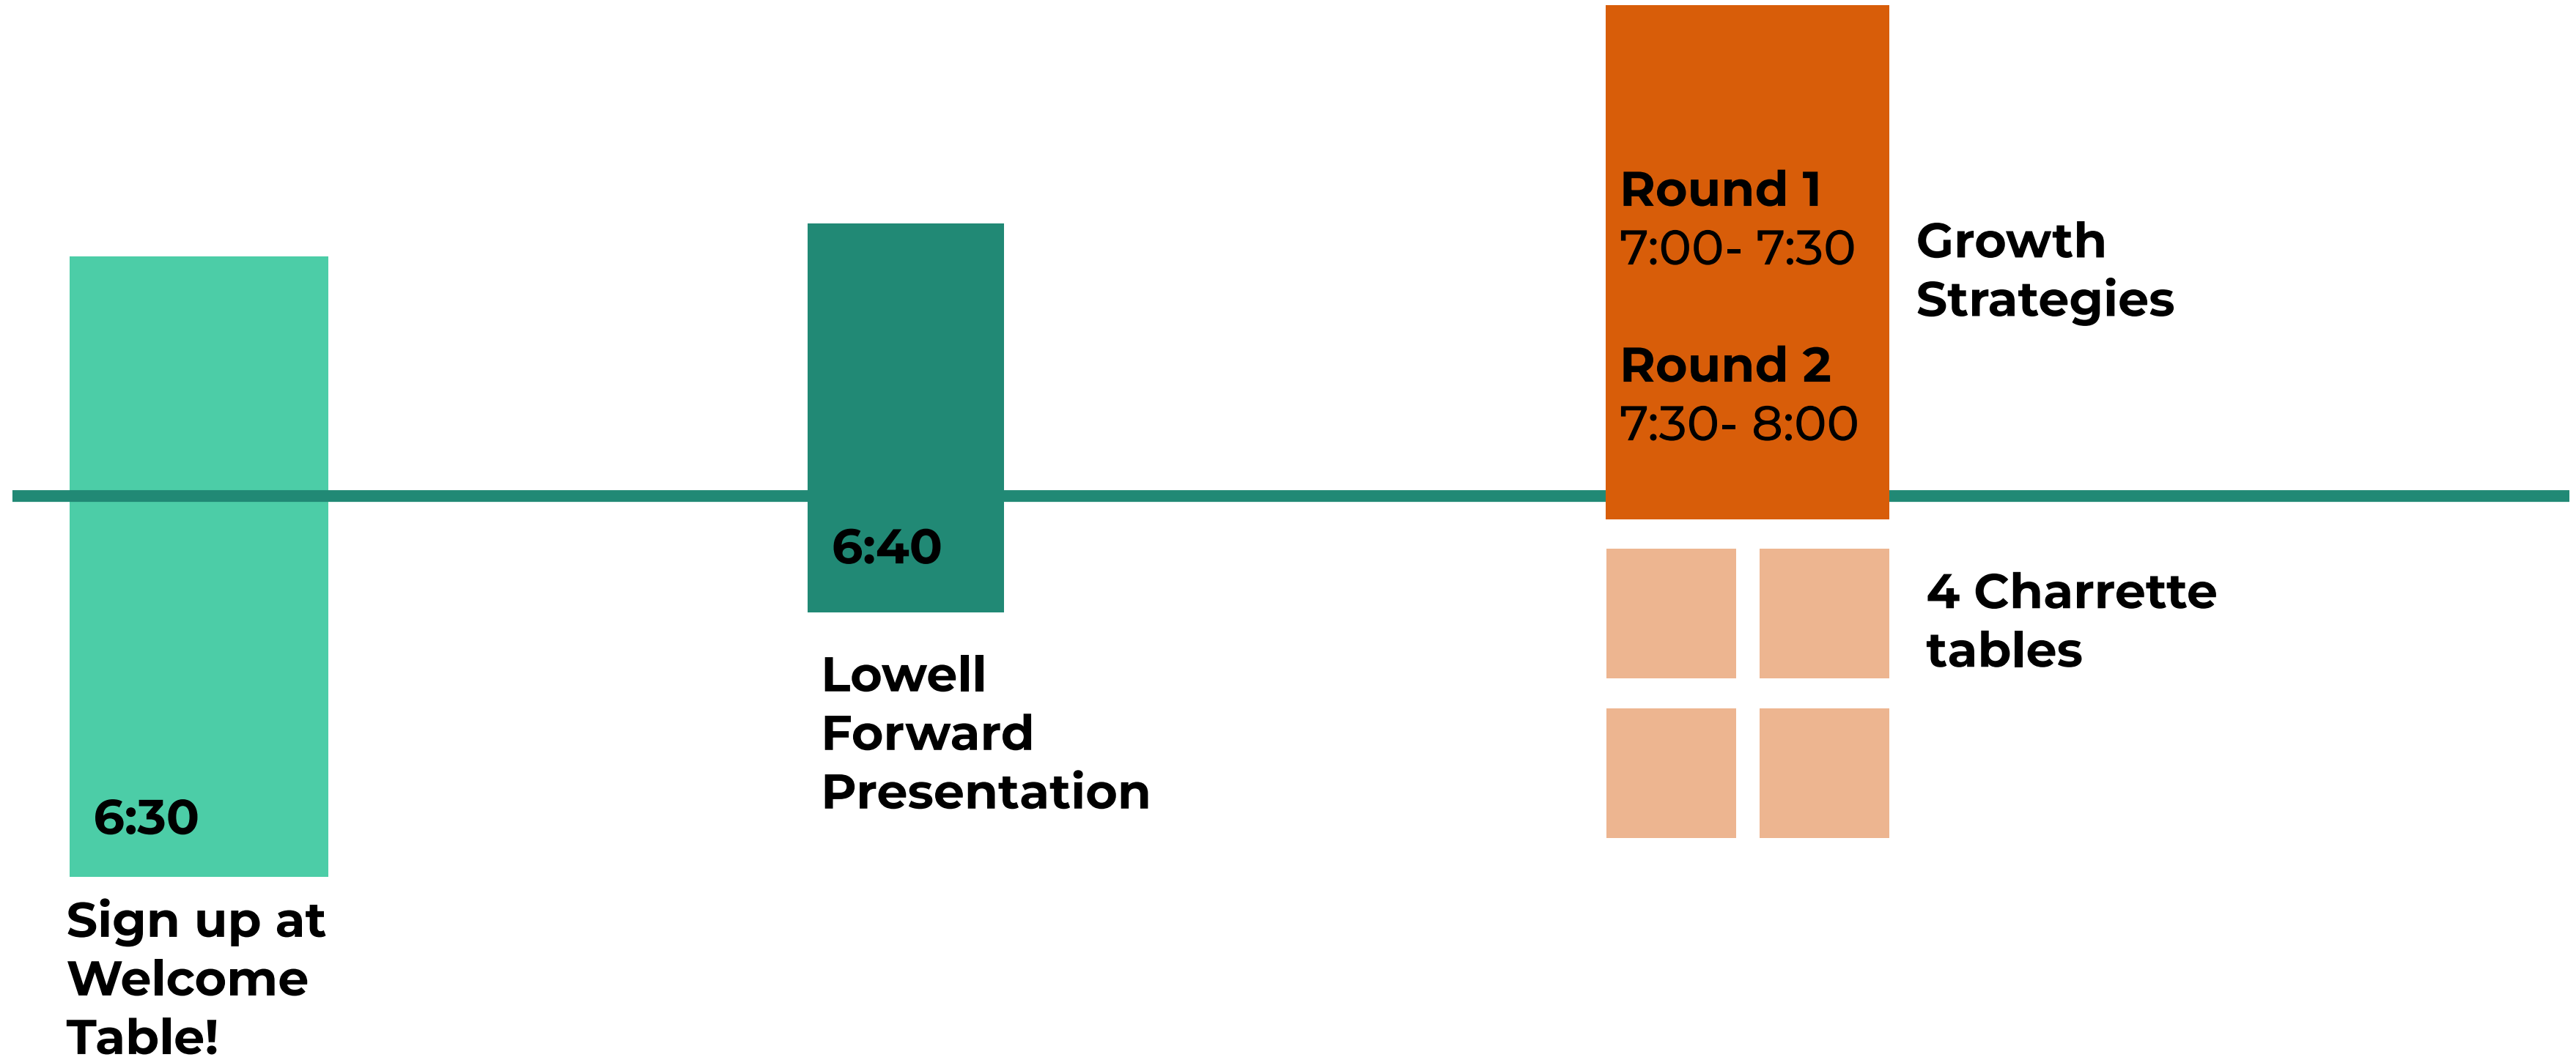 6:30
Sign up at
Welcome
Table!
6:40
Lowell
Forward
Presentation
Round 1
7:00- 7:30
Round 2
7:30- 8:00
Growth
Strategies
4 Charrette
tables